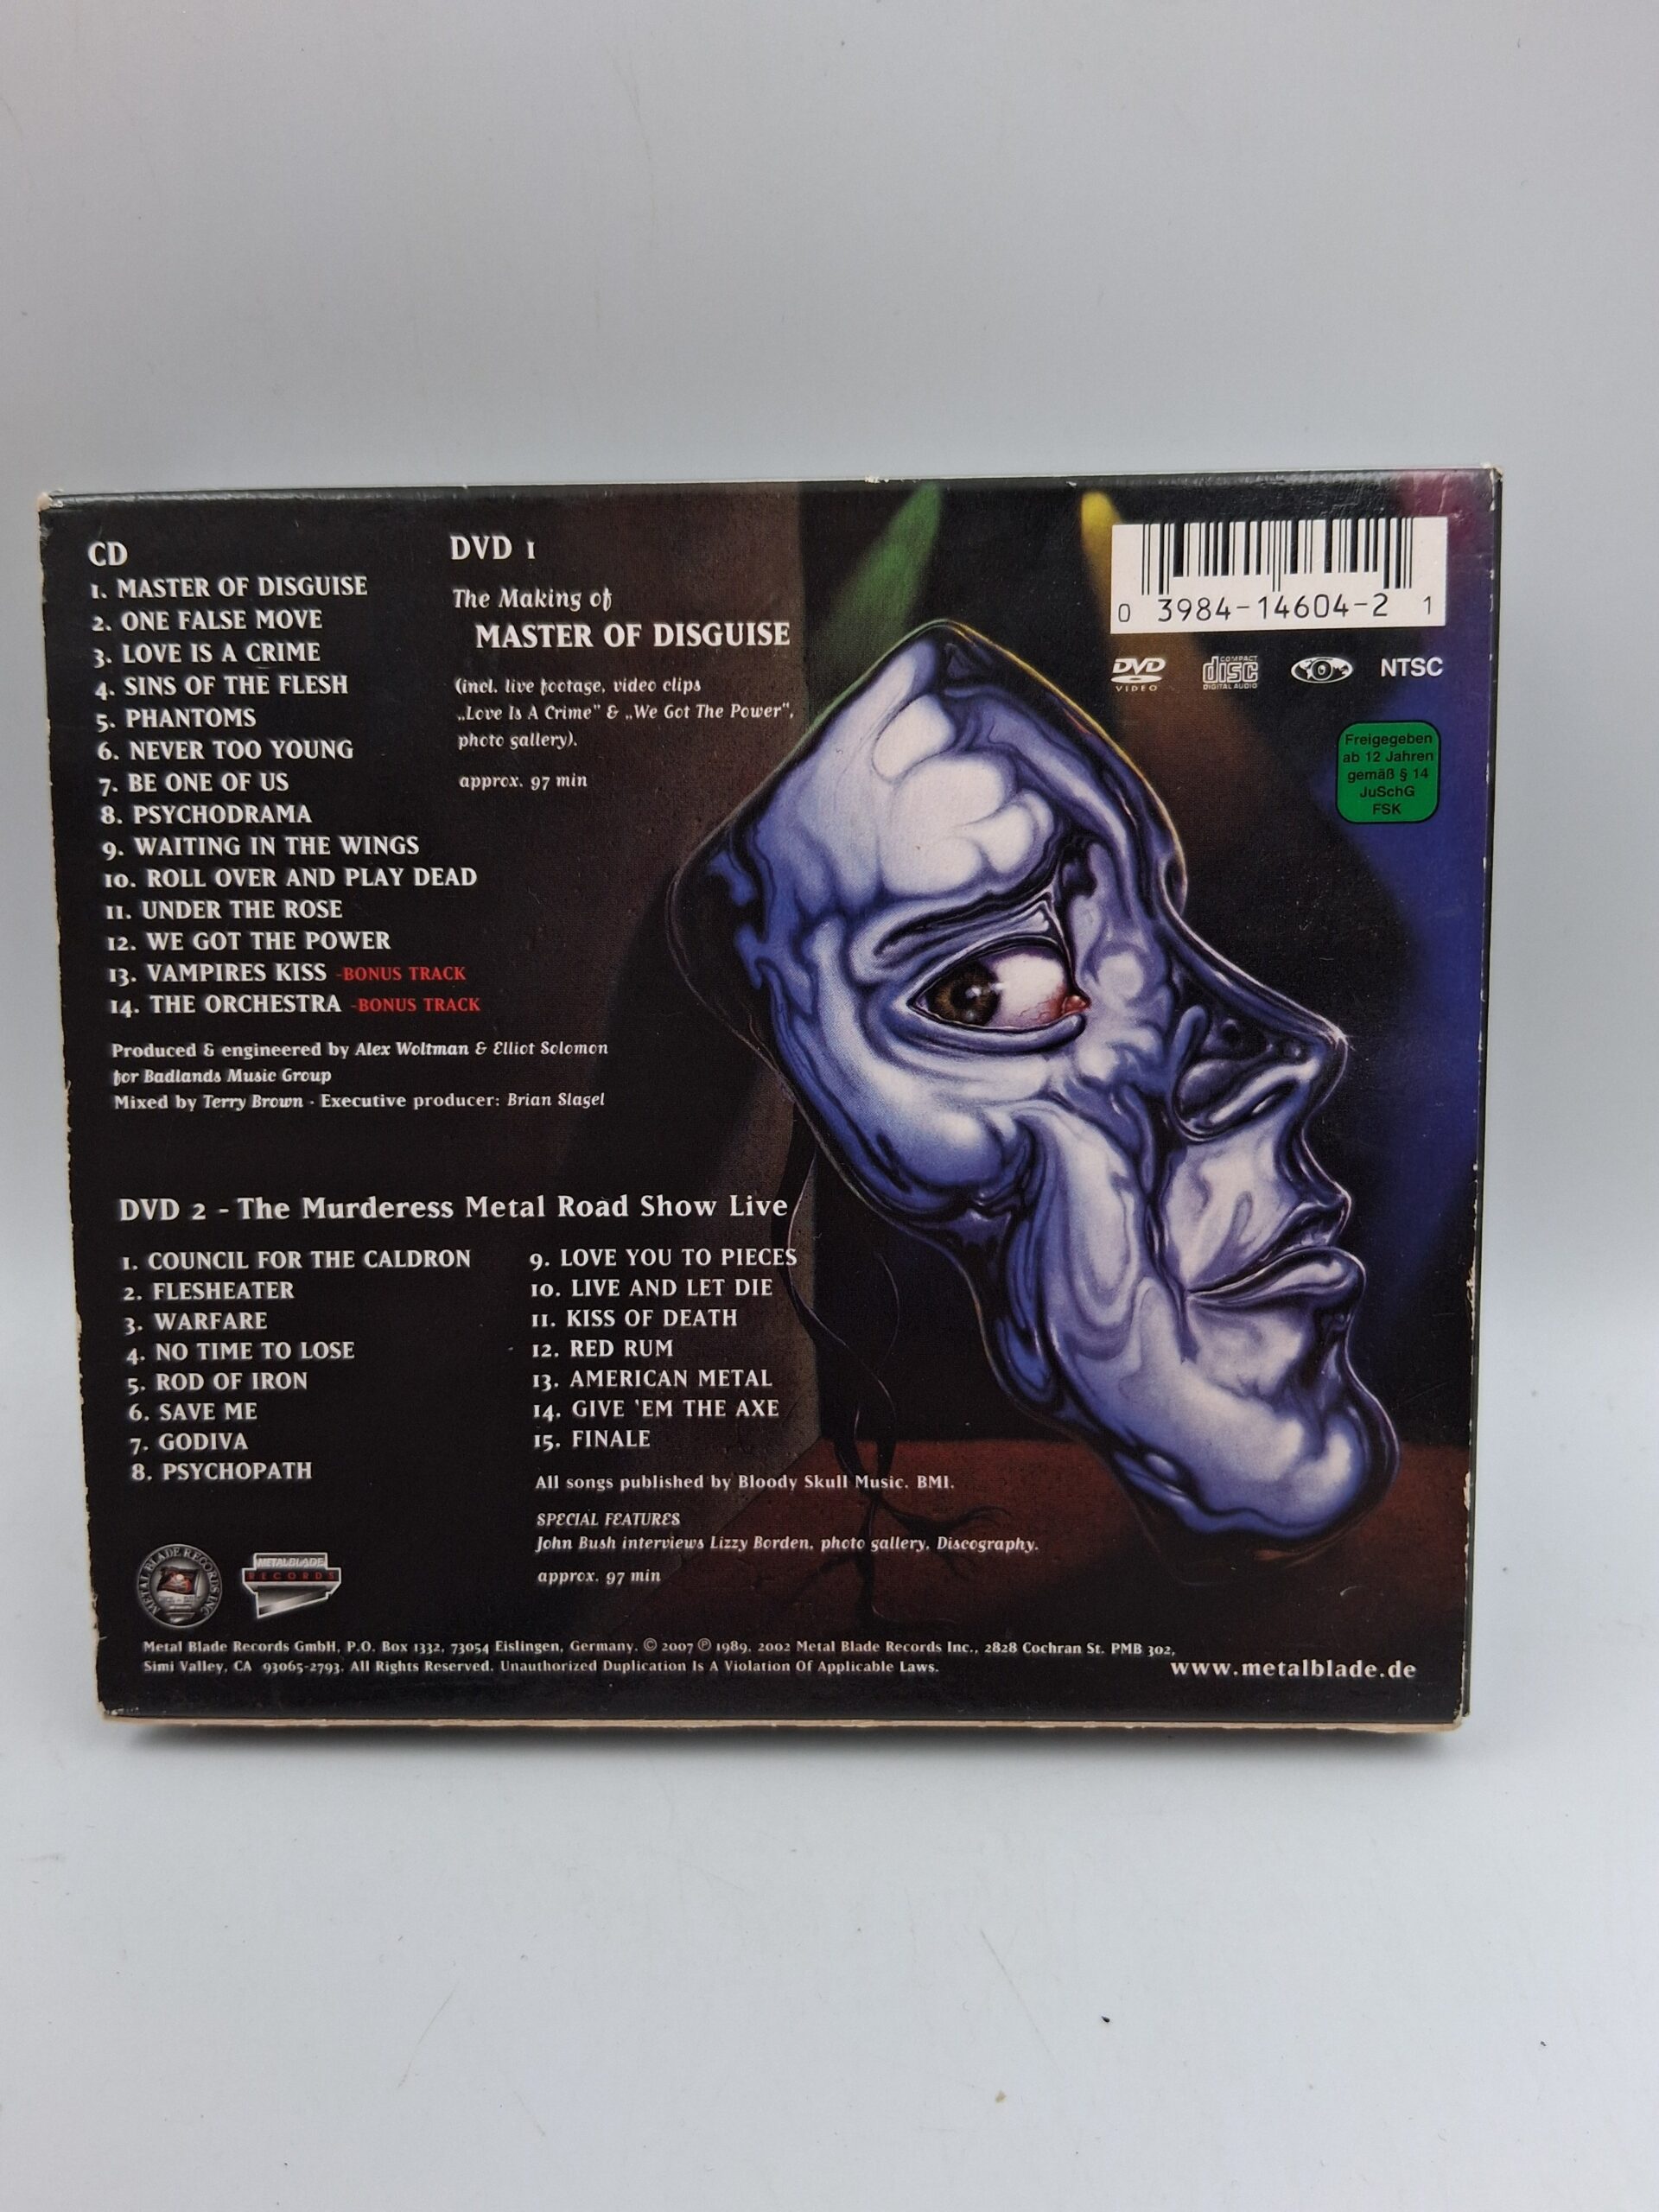 CD
1. MASTER OF DISGUISE
2. ONE FALSE MOVE
3. LOVE IS A CRIME
4. SINS OF THE FLESH
5. PHANTOMS
6. NEVER TOO YOUNG
7. BE ONE OF US
8. PSYCHODRAMA
9. WAITING IN THE WINGS
10. ROLL OVER AND PLAY DEAD
11. UNDER THE ROSE
12. WE GOT THE POWER
13. VAMPIRES KISS -BONUS TRACK
14. THE ORCHESTRA -BONUS TRACK
Produced & engineered by Alex Woltman & Elliot Solomon
for Badlands Music Group
Mixed by Terry Brown - Executive producer: Brian Slagel
DVD 1
The Making of
MASTER OF DISGUISE
(incl. live footage, video clips
„Love Is A Crime" & „We Got The Power",
photo gallery).
approx. 97 min
0 3984-14604-2 1
DVD
VIDEO
COMPACT
disc
DIGITAL AUDIO
0
NTSC
Freigegeben
ab 12 Jahren
gemäß § 14
JuSchG
FSK
DVD 2 - The Murderess Metal Road Show Live
1. COUNCIL FOR THE CALDRON
2. FLESHEATER
3. WARFARE
4. NO TIME TO LOSE
5. ROD OF IRON
6. SAVE ME
7. GODIVA
8. PSYCHOPATH
9. LOVE YOU TO PIECES
10. LIVE AND LET DIE
11. KISS OF DEATH
12. RED RUM
13. AMERICAN METAL
14. GIVE 'EM THE AXE
15. FINALE
All songs published by Bloody Skull Music. BMI.
SPECIAL FEATURES
John Bush interviews Lizzy Borden, photo gallery, Discography.
approx. 97 min
METAL BLADE RECORDS INC
METAL BLADE
RECORDS
Metal Blade Records GmbH, P.O. Box 1332, 73054 Eislingen, Germany. © 2007 ℗ 1989, 2002 Metal Blade Records Inc., 2828 Cochran St. PMB 302,
Simi Valley, CA 93065-2793. All Rights Reserved. Unauthorized Duplication Is A Violation Of Applicable Laws.
www.metalblade.de